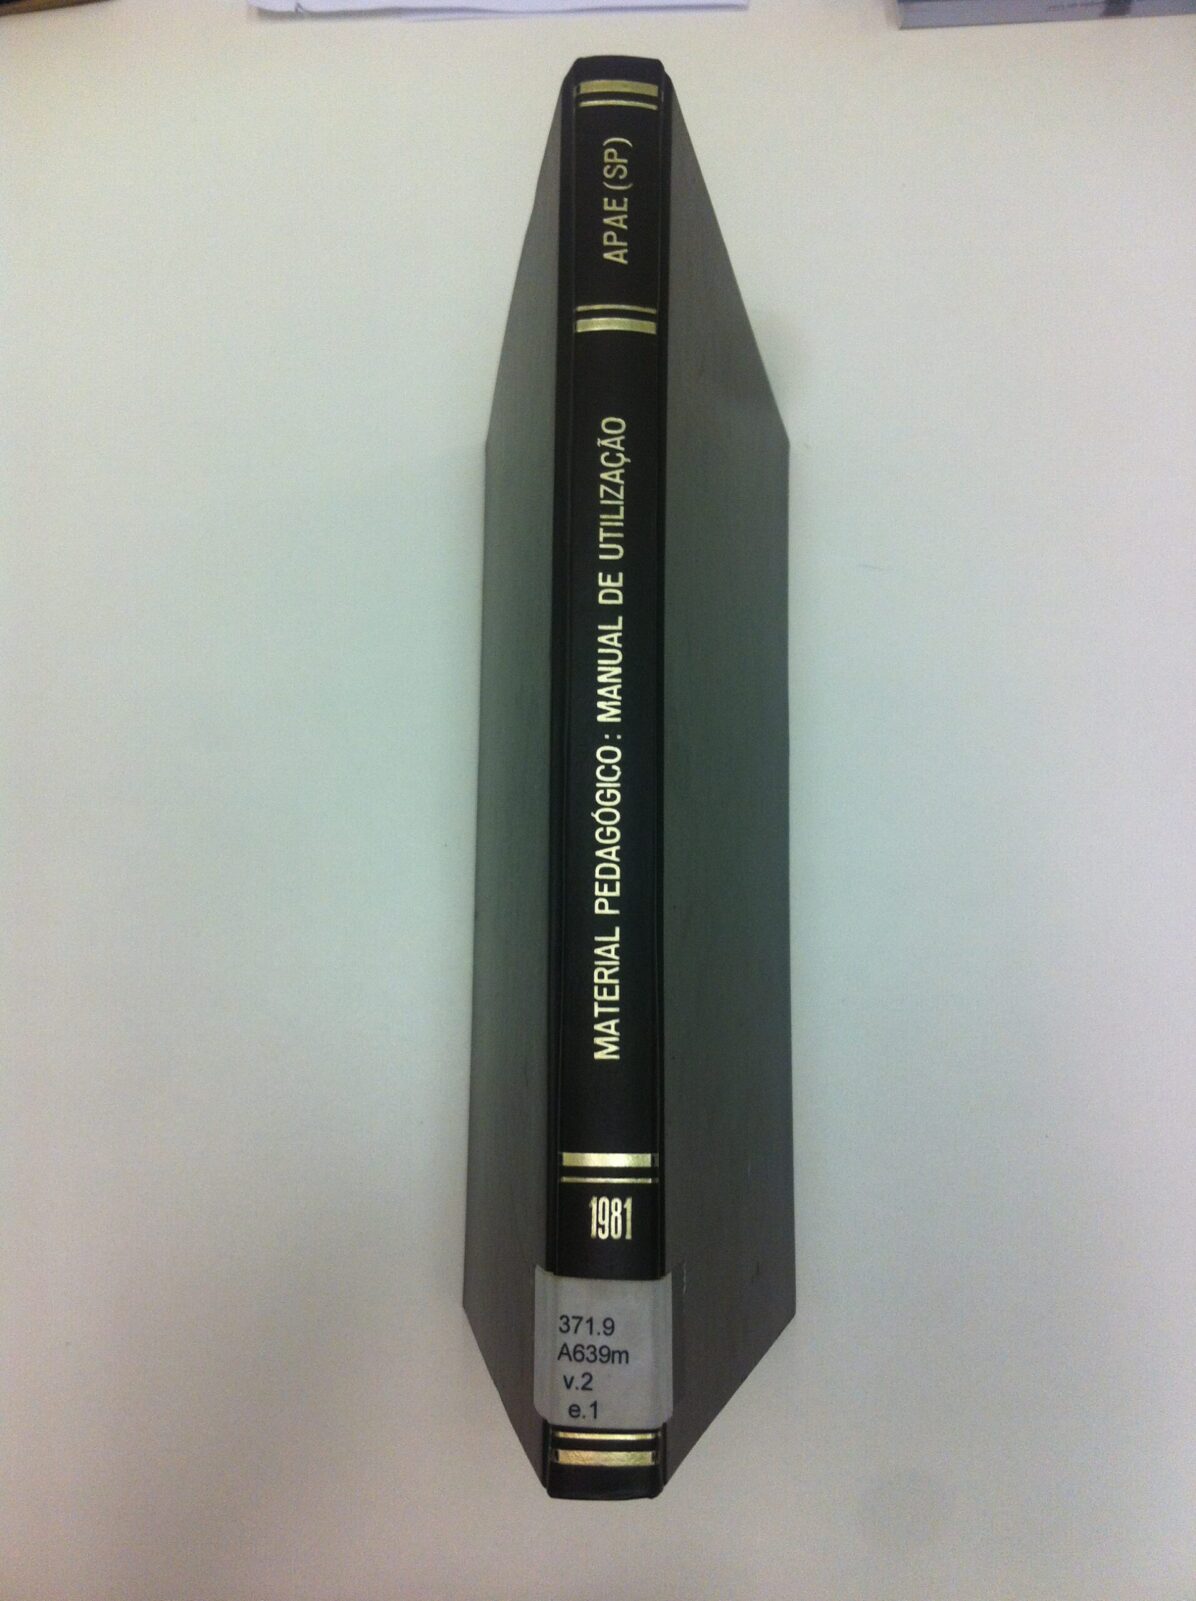 APAE (SP)
MATERIAL PEDAGÓGICO: MANUAL DE UTILIZAÇÃO
1981
371.9
A639m
v.2
e.1